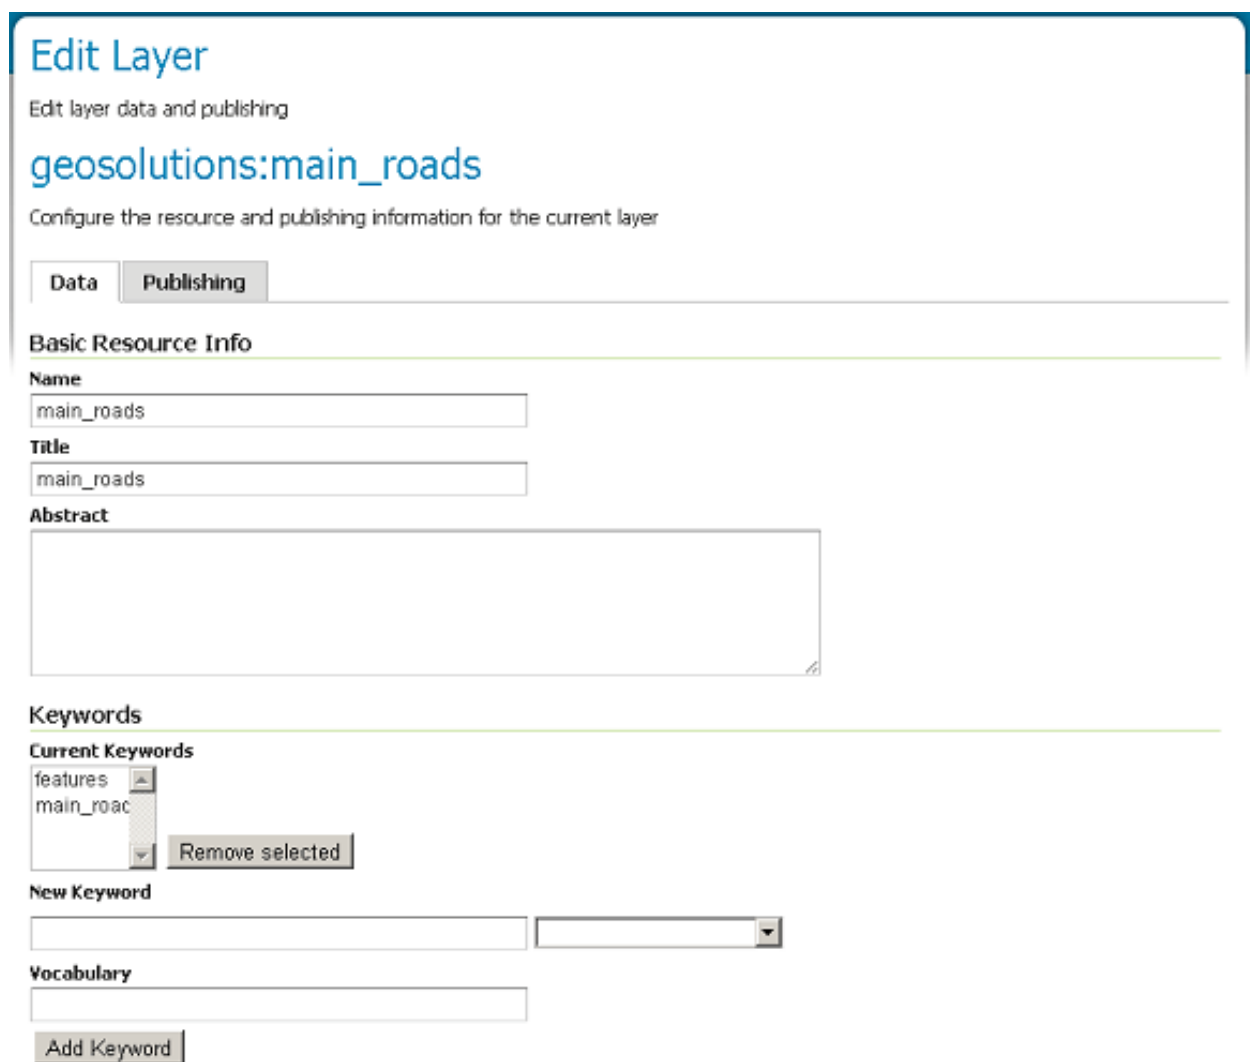 Edit Layer
Edit layer data and publishing
geosolutions:main_roads
Configure the resource and publishing information for the current layer
Data Publishing
Basic Resource Info
Name
main_roads
Title
main_roads
Abstract
Keywords
Current Keywords
features
main_roac
Remove selected
New Keyword
Vocabulary
Add Keyword